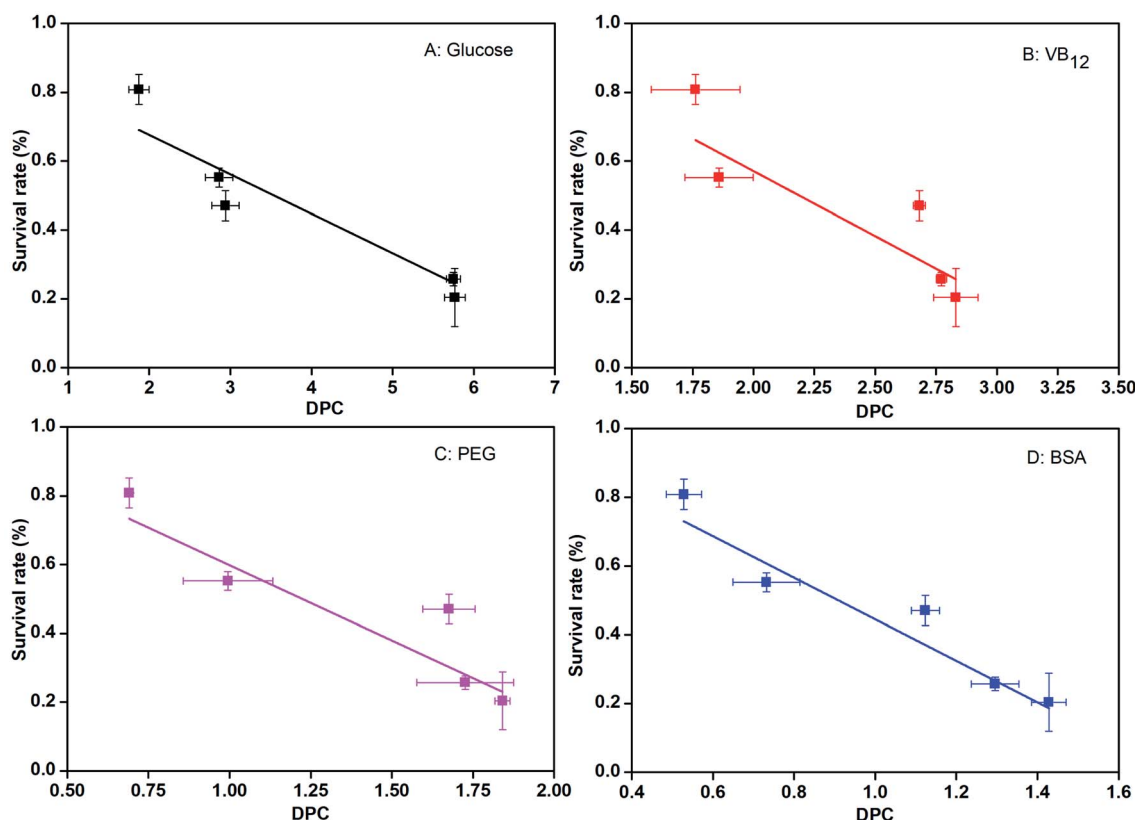 A: Glucose
Survival rate (%)
1.0
0.8
0.6
0.4
0.2
0.0
1 2 3 4 5 6 7
DPC
B: VB12
Survival rate (%)
1.0
0.8
0.6
0.4
0.2
0.0
1.50 1.75 2.00 2.25 2.50 2.75 3.00 3.25 3.50
DPC
C: PEG
Survival rate (%)
1.0
0.8
0.6
0.4
0.2
0.0
0.50 0.75 1.00 1.25 1.50 1.75 2.00
DPC
D: BSA
Survival rate (%)
1.0
0.8
0.6
0.4
0.2
0.0
0.4 0.6 0.8 1.0 1.2 1.4 1.6
DPC